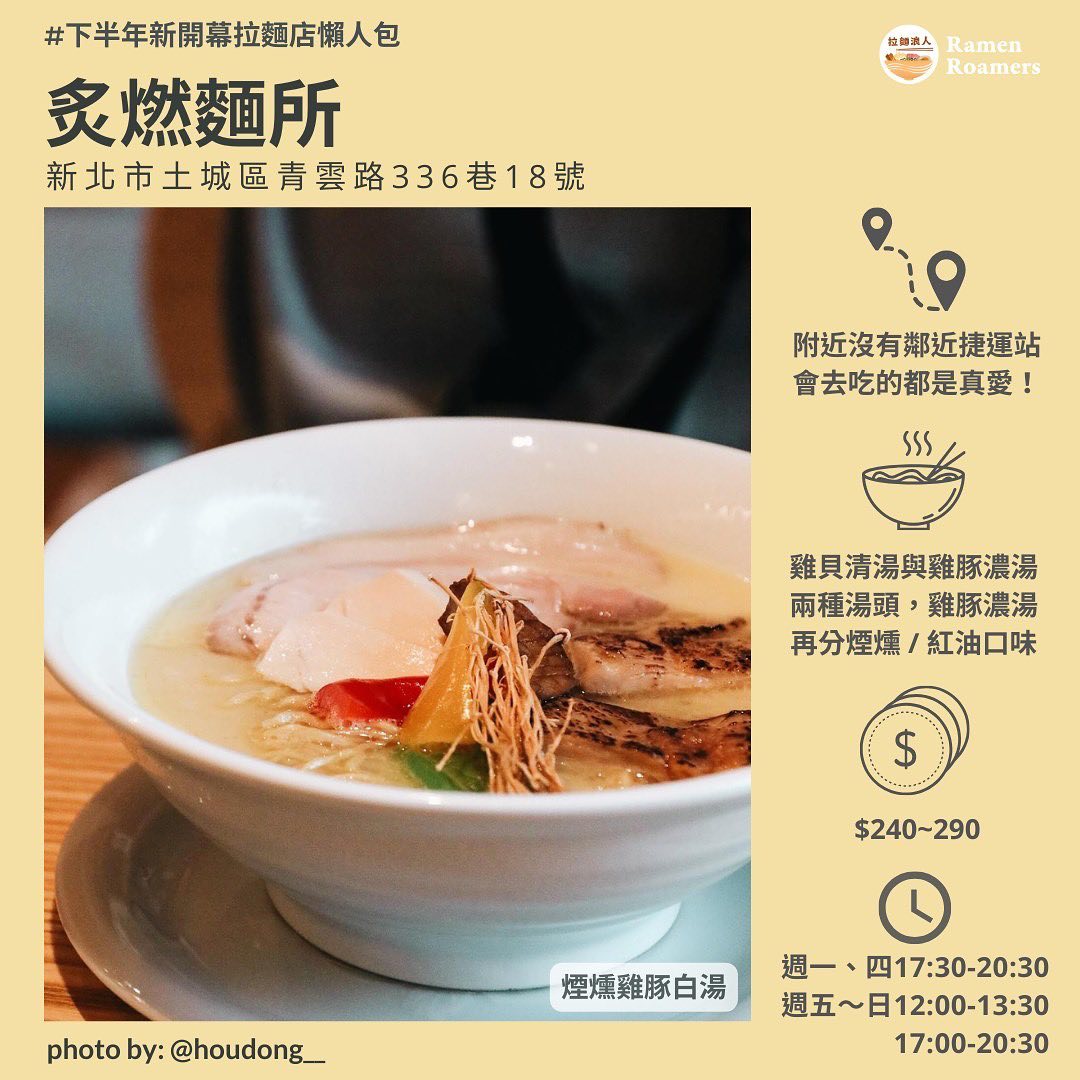 #下半年新開幕拉麵店懶人包
拉麵浪人
Ramen
Roamers
炙燃麵所
新北市土城區青雲路336巷18號
附近沒有鄰近捷運站
會去吃的都是真愛！
雞貝清湯與雞豚濃湯
兩種湯頭，雞豚濃湯
再分煙燻 / 紅油口味
$
$240~290
週一、四17:30-20:30
週五～日12:00-13:30
17:00-20:30
煙燻雞豚白湯
photo by: @houdong__